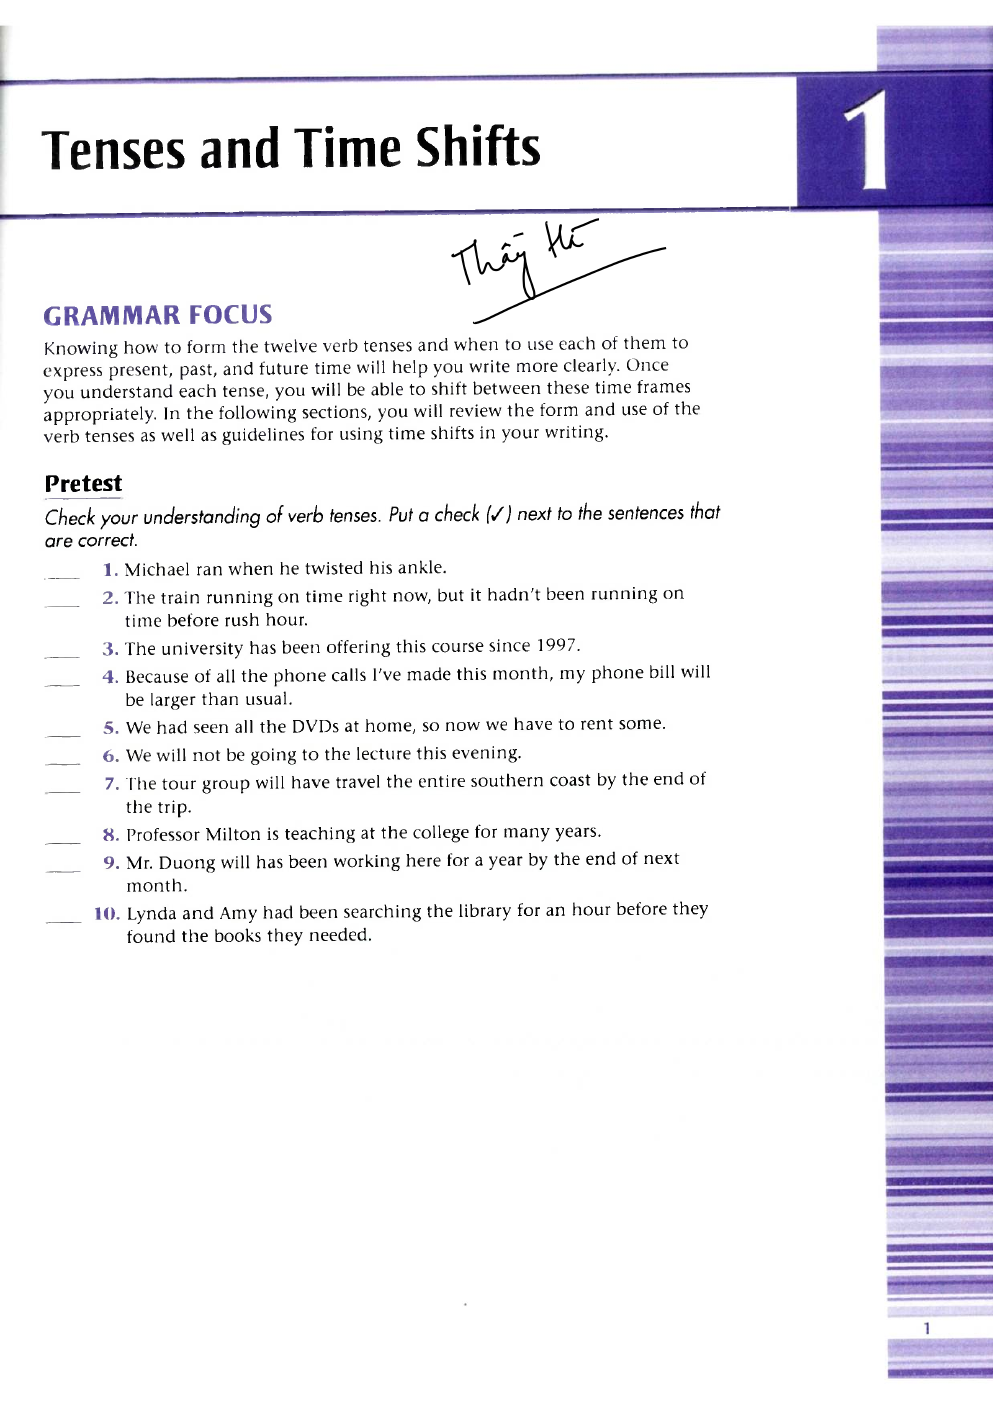 1
Tenses and Time Shifts
Thầy Hà
GRAMMAR FOCUS
Knowing how to form the twelve verb tenses and when to use each of them to
express present, past, and future time will help you write more clearly. Once
you understand each tense, you will be able to shift between these time frames
appropriately. In the following sections, you will review the form and use of the
verb tenses as well as guidelines for using time shifts in your writing.
Pretest
Check your understanding of verb tenses. Put a check (✓) next to the sentences that
are correct.
____ 1. Michael ran when he twisted his ankle.
____ 2. The train running on time right now, but it hadn't been running on
time before rush hour.
____ 3. The university has been offering this course since 1997.
____ 4. Because of all the phone calls I've made this month, my phone bill will
be larger than usual.
____ 5. We had seen all the DVDs at home, so now we have to rent some.
____ 6. We will not be going to the lecture this evening.
____ 7. The tour group will have travel the entire southern coast by the end of
the trip.
____ 8. Professor Milton is teaching at the college for many years.
____ 9. Mr. Duong will has been working here for a year by the end of next
month.
____ 10. Lynda and Amy had been searching the library for an hour before they
found the books they needed.
1